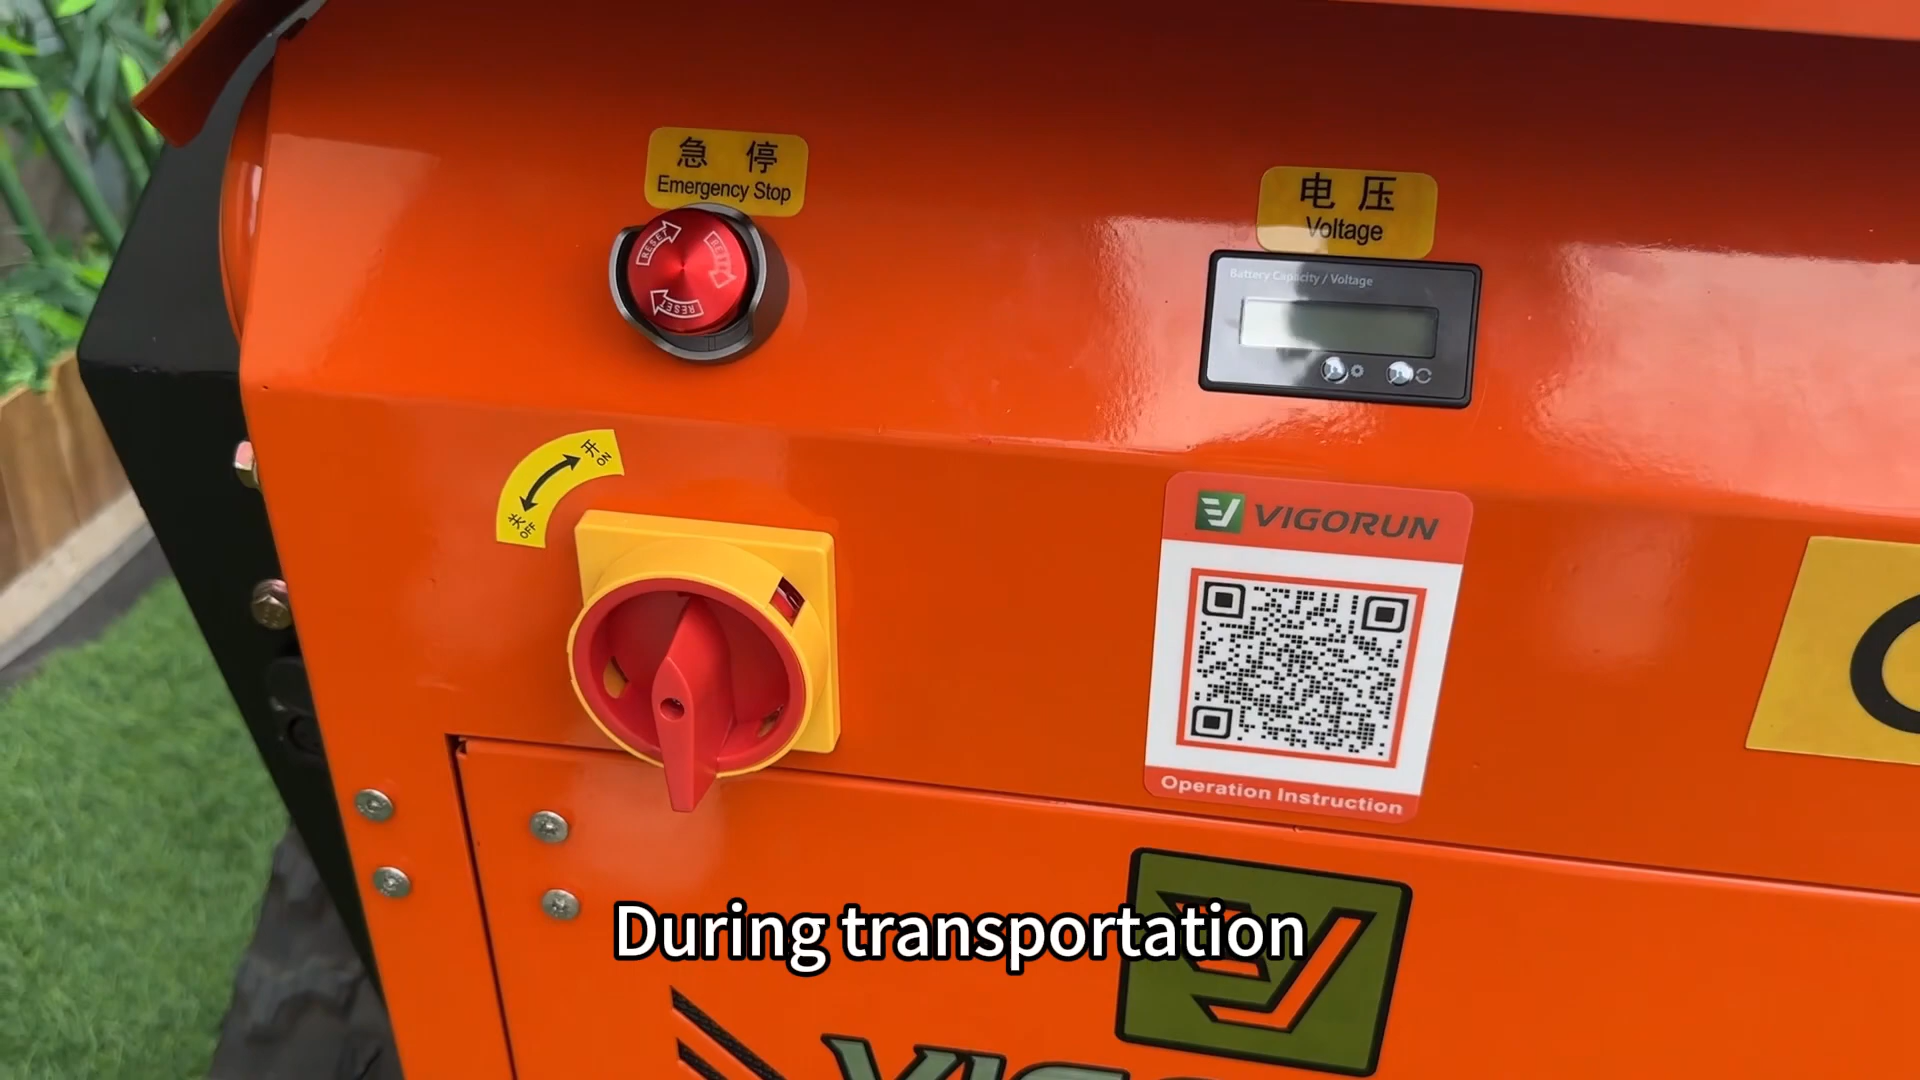 急 停
Emergency Stop
RESET
RESET
RESET
电 压
Voltage
Battery Capacity / Voltage
开
ON
关
OFF
VIGORUN
Operation Instruction
During transportation